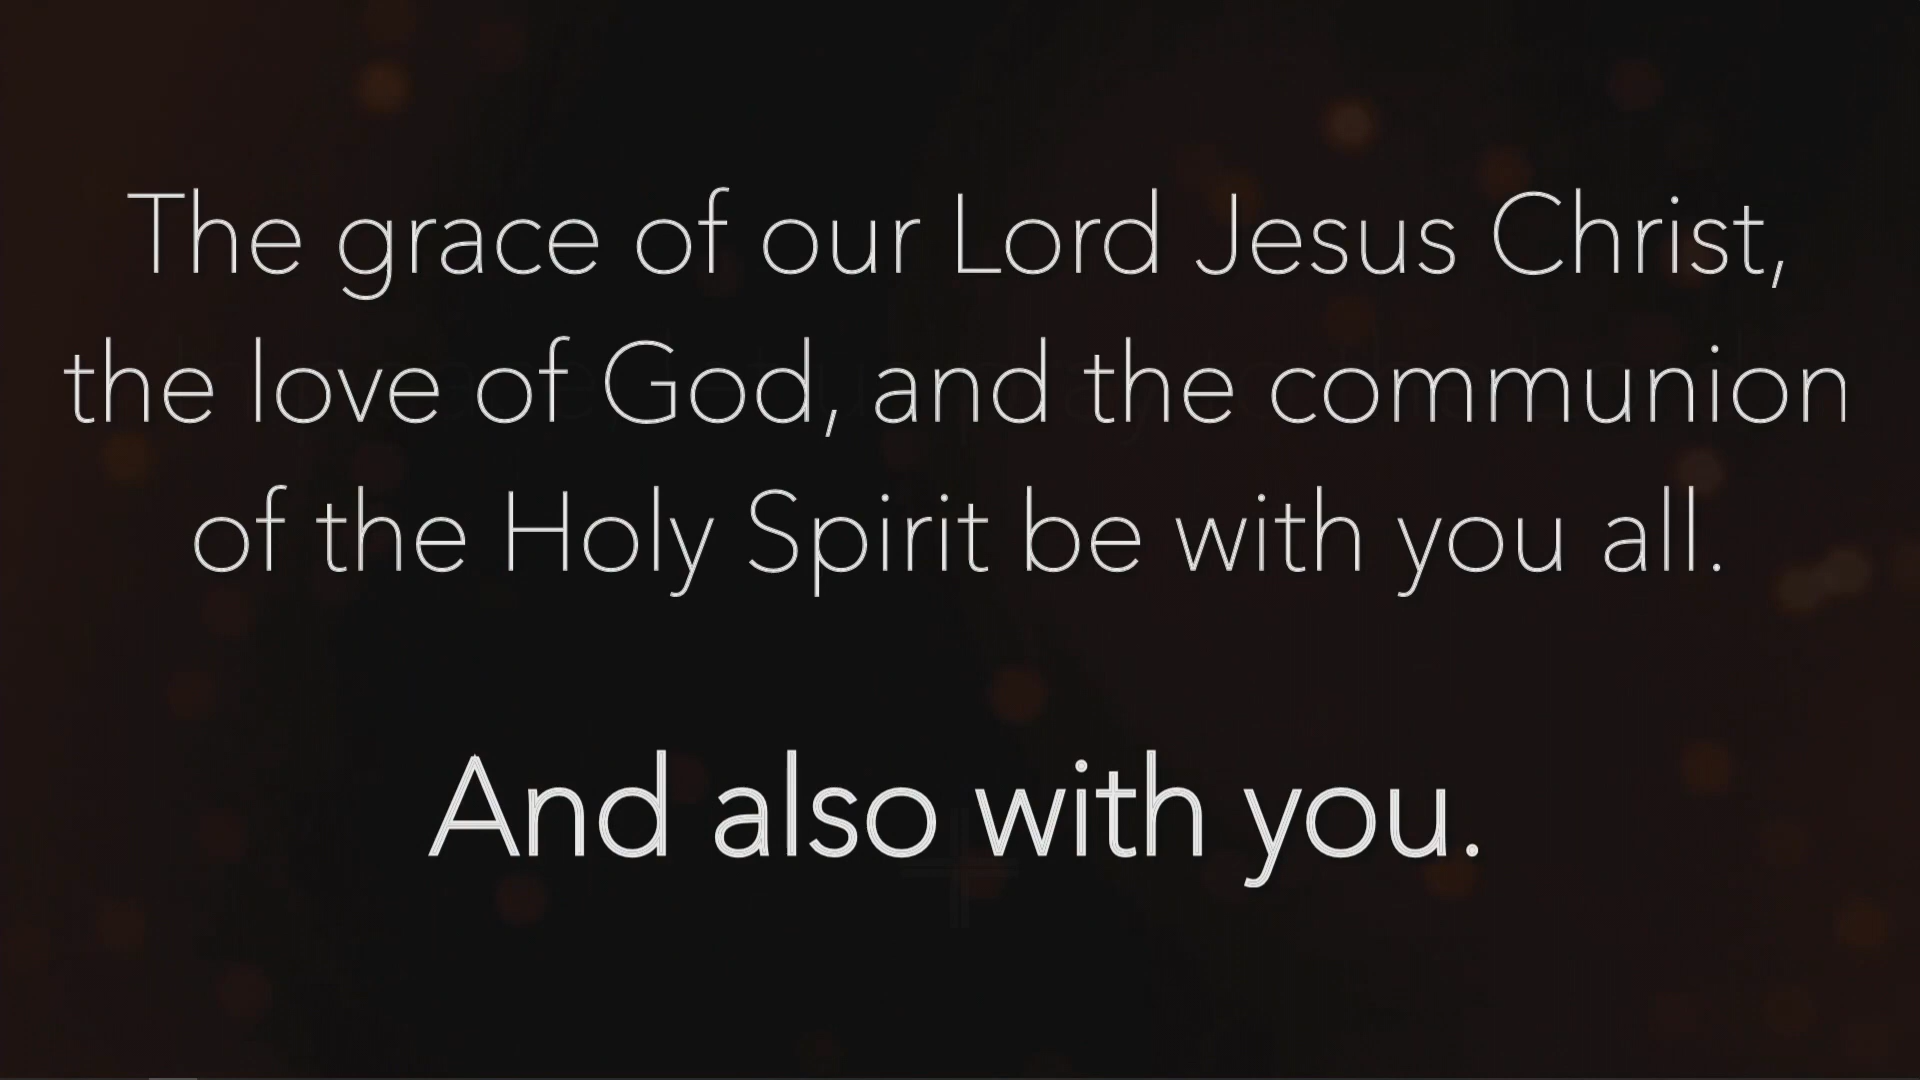 The grace of our Lord Jesus Christ,
the love of God, and the communion
of the Holy Spirit be with you all.
And also with you.